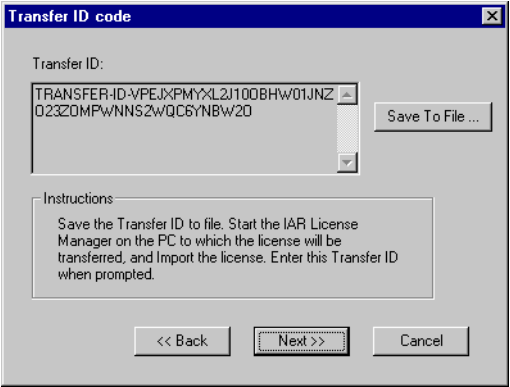 Transfer ID code
Transfer ID:
TRANSFER-ID-VPEJXPMYXL2J10OBHW01JNZ
O23ZOMPWNNS2WQC6YNBW2O
Save To File ...
Instructions
Save the Transfer ID to file. Start the IAR License
Manager on the PC to which the license will be
transferred, and Import the license. Enter this Transfer ID
when prompted.
<< Back
Next >>
Cancel